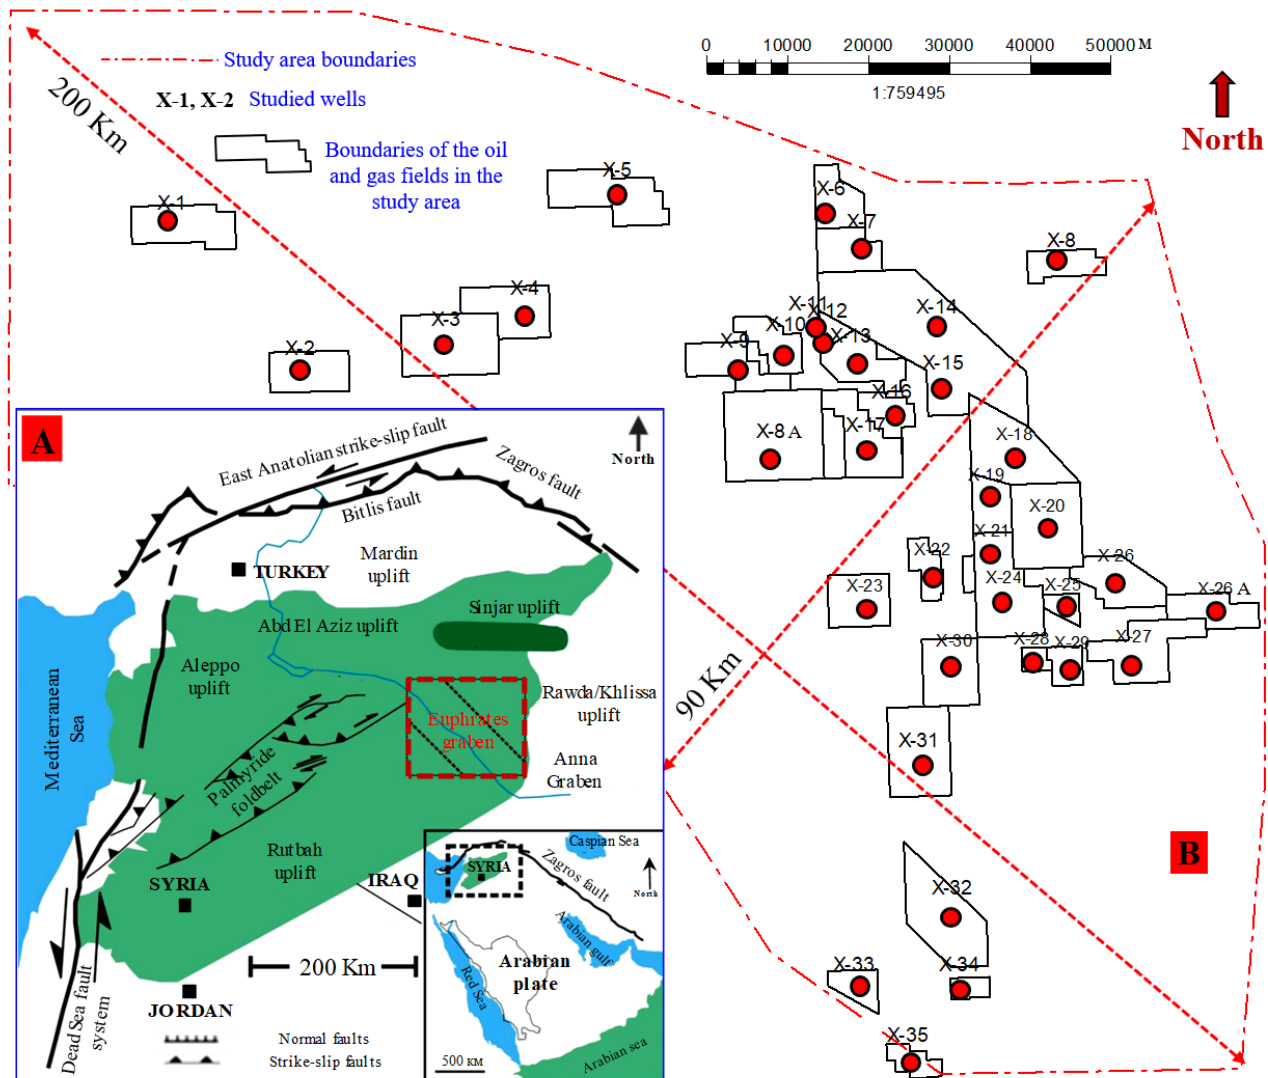 0 10000 20000 30000 40000 50000 M
1:759495
North
Study area boundaries
X-1, X-2 Studied wells
Boundaries of the oil
and gas fields in the
study area
200 Km
90 Km
X-1
X-2
X-3
X-4
X-5
X-6
X-7
X-8
X-9
X-10
X-11
X-12
X-13
X-14
X-15
X-16
X-17
X-8 A
X-18
X-19
X-20
X-21
X-22
X-23
X-24
X-25
X-26
X-26 A
X-27
X-28
X-29
X-30
X-31
X-32
X-33
X-34
X-35
B
A
East Anatolian strike-slip fault
Bitlis fault
Zagros fault
North
Mardin
uplift
TURKEY
Sinjar uplift
Abd El Aziz uplift
Aleppo
uplift
Mediterranean
Sea
Euphrates
graben
Rawda/Khlissa
uplift
Anna
Graben
Palmyride
foldbelt
Rutbah
uplift
SYRIA
IRAQ
200 Km
JORDAN
Dead Sea fault
system
Normal faults
Strike-slip faults
Caspian Sea
SYRIA
Zagros fault
North
Arabian gulf
Arabian
plate
Red Sea
Arabian sea
500 KM